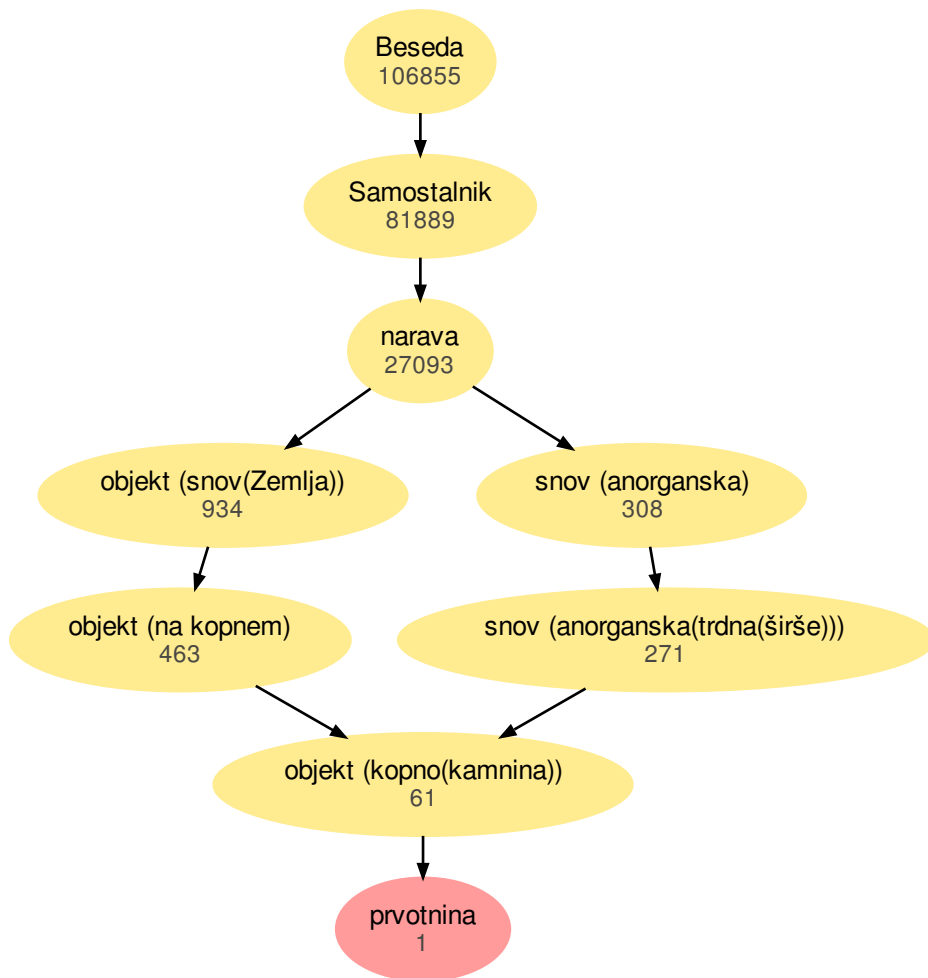 Beseda
106855
Samostalnik
81889
narava
27093
objekt (snov(Zemlja))
934
snov (anorganska)
308
objekt (na kopnem)
463
snov (anorganska(trdna(širše)))
271
objekt (kopno(kamnina))
61
prvotnina
1